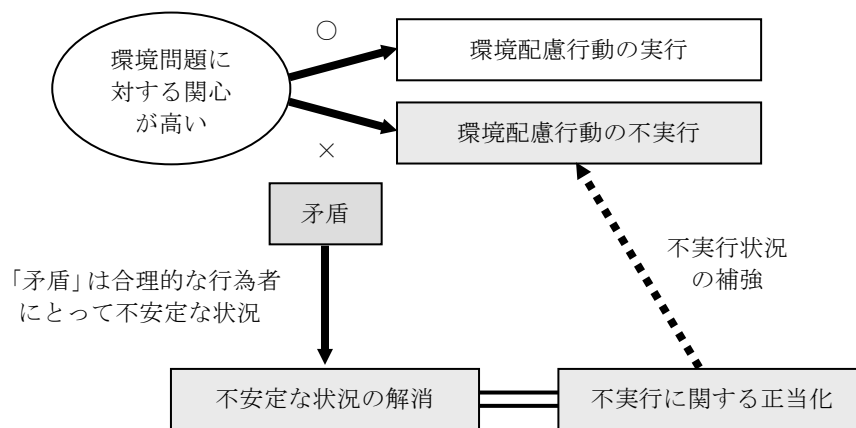 ○
環境配慮行動の実行
環境問題に
対する関心
が高い
環境配慮行動の不実行
×
矛盾
不実行状況
の補強
「矛盾」は合理的な行為者
にとって不安定な状況
不安定な状況の解消
不実行に関する正当化